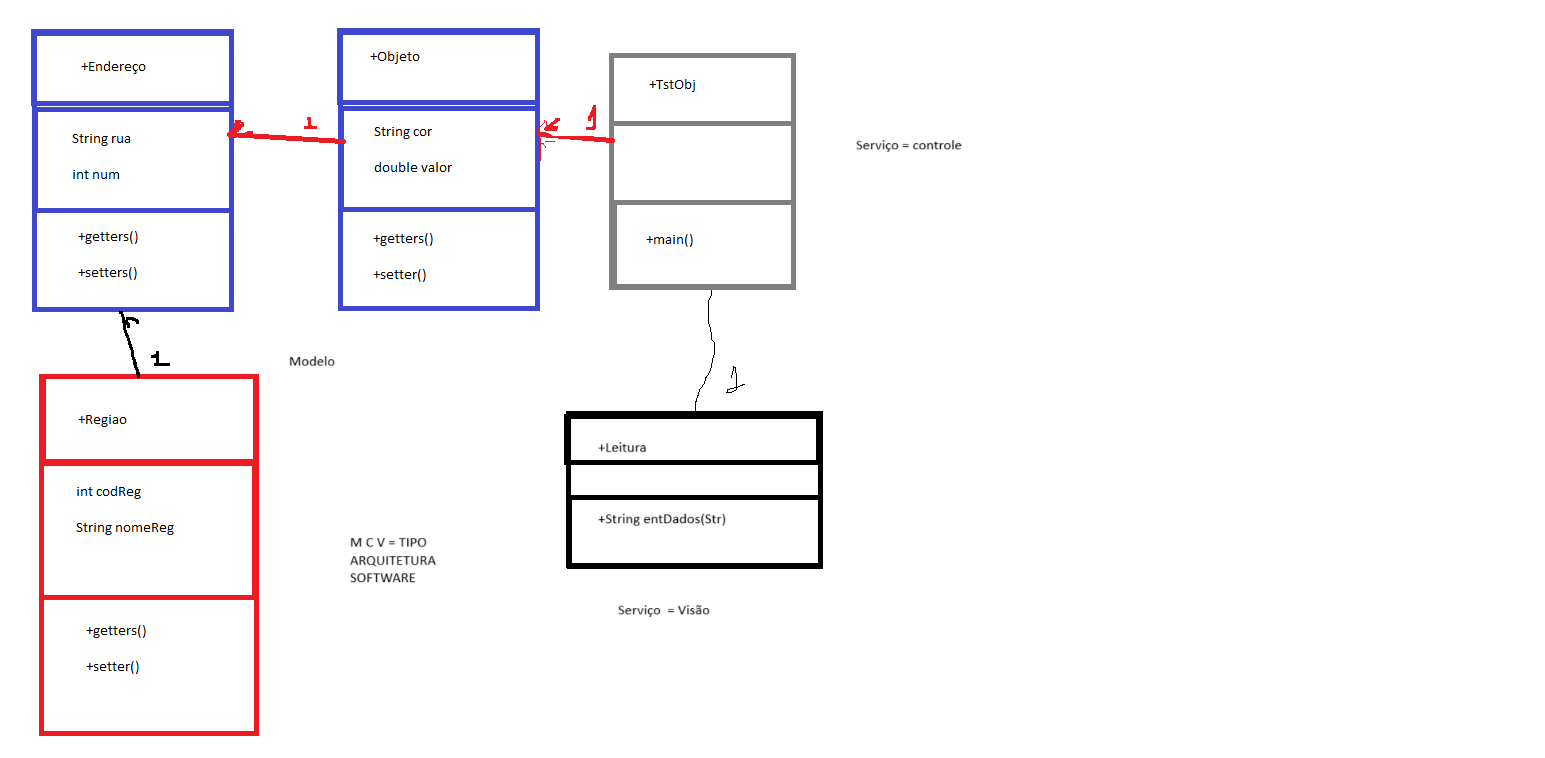 +Endereço
String rua
int num
+getters()
+setters()
1
+Objeto
String cor
double valor
+getters()
+setter()
1
+TstObj
+main()
Serviço = controle
1
+Regiao
int codReg
String nomeReg
+getters()
+setter()
Modelo
M C V = TIPO
ARQUITETURA
SOFTWARE
1
+Leitura
+String entDados(Str)
Serviço = Visão